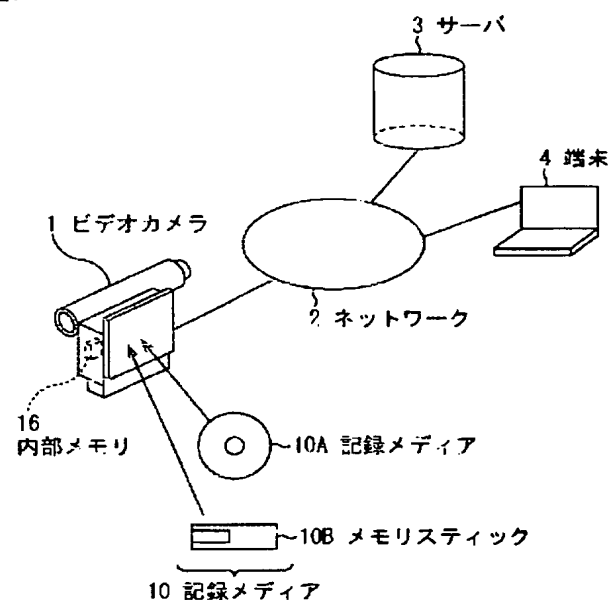 3 サーバ
4 端末
1 ビデオカメラ
2 ネットワーク
16
内部メモリ
10A 記録メディア
10B メモリスティック
10 記録メディア